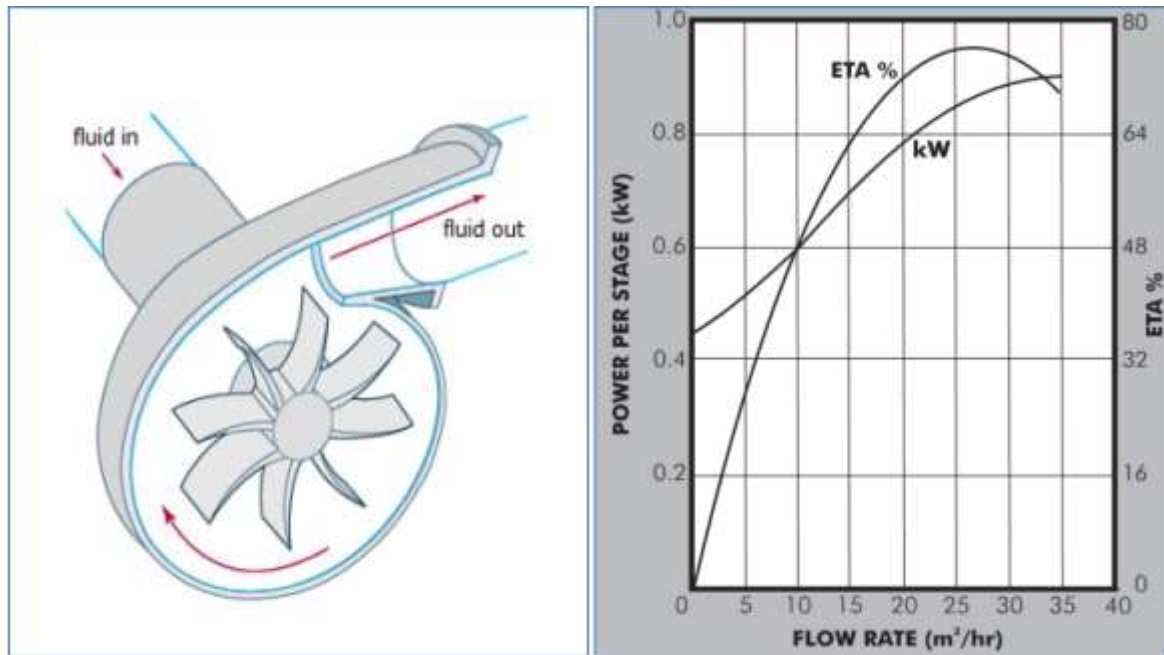 fluid in
fluid out
1.0
0.8
0.6
0.4
0.2
POWER PER STAGE (kW)
ETA %
kW
80
64
48
32
16
0
ETA %
0 5 10 15 20 25 30 35 40
FLOW RATE (m³/hr)